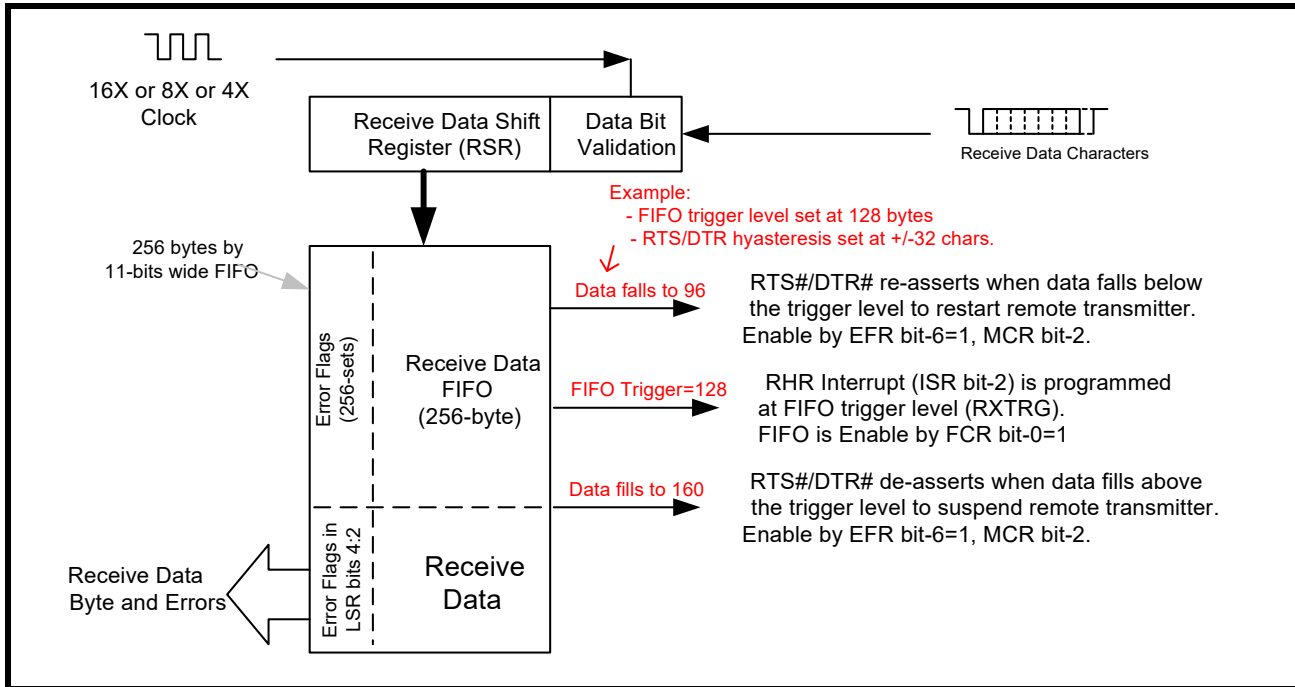 16X or 8X or 4X
Clock
Receive Data Shift
Register (RSR)
Data Bit
Validation
Receive Data Characters
Example:
- FIFO trigger level set at 128 bytes
- RTS/DTR hyasteresis set at +/-32 chars.
256 bytes by
11-bits wide FIFO
Error Flags
(256-sets)
Receive Data
FIFO
(256-byte)
Data falls to 96
RTS#/DTR# re-asserts when data falls below
the trigger level to restart remote transmitter.
Enable by EFR bit-6=1, MCR bit-2.
FIFO Trigger=128
RHR Interrupt (ISR bit-2) is programmed
at FIFO trigger level (RXTRG).
FIFO is Enable by FCR bit-0=1
Data fills to 160
RTS#/DTR# de-asserts when data fills above
the trigger level to suspend remote transmitter.
Enable by EFR bit-6=1, MCR bit-2.
Receive Data
Byte and Errors
Error Flags in
LSR bits 4:2
Receive
Data